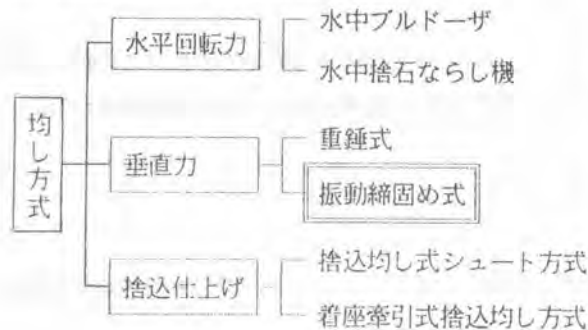 均し方式
水平回転力
水中ブルドーザ
水中捨石ならし機
垂直力
重錘式
振動締固め式
捨込仕上げ
捨込均し式シュート方式
着座牽引式捨込均し方式